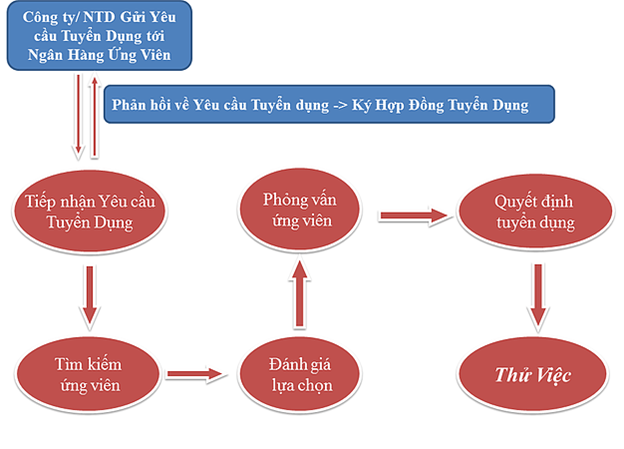 Công ty/ NTD Gửi Yêu
cầu Tuyển Dụng tới
Ngân Hàng Ứng Viên
Phản hồi về Yêu cầu Tuyển dụng -> Ký Hợp Đồng Tuyển Dụng
Tiếp nhận Yêu cầu
Tuyển Dụng
Phỏng vấn
ứng viên
Quyết định
tuyển dụng
Tìm kiếm
ứng viên
Đánh giá
lựa chọn
Thử Việc